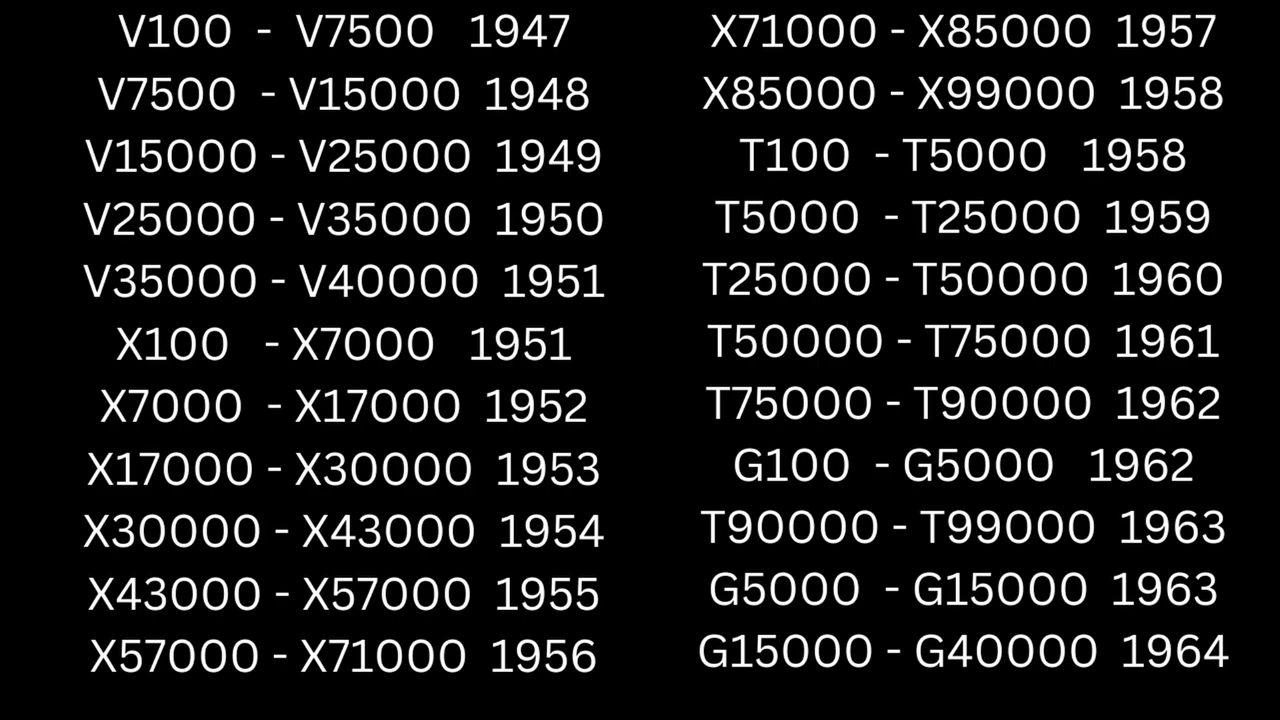 V100 - V7500 1947
V7500 - V15000 1948
V15000 - V25000 1949
V25000 - V35000 1950
V35000 - V40000 1951
X100 - X7000 1951
X7000 - X17000 1952
X17000 - X30000 1953
X30000 - X43000 1954
X43000 - X57000 1955
X57000 - X71000 1956
X71000 - X85000 1957
X85000 - X99000 1958
T100 - T5000 1958
T5000 - T25000 1959
T25000 - T50000 1960
T50000 - T75000 1961
T75000 - T90000 1962
G100 - G5000 1962
T90000 - T99000 1963
G5000 - G15000 1963
G15000 - G40000 1964